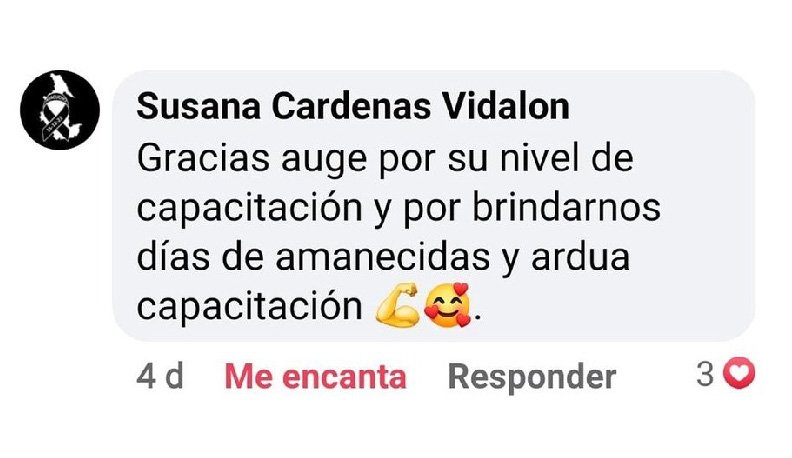 Susana Cardenas Vidalon
Gracias auge por su nivel de
capacitación y por brindarnos
días de amanecidas y ardua
capacitación 💪🥰.
4 d Me encanta Responder 3